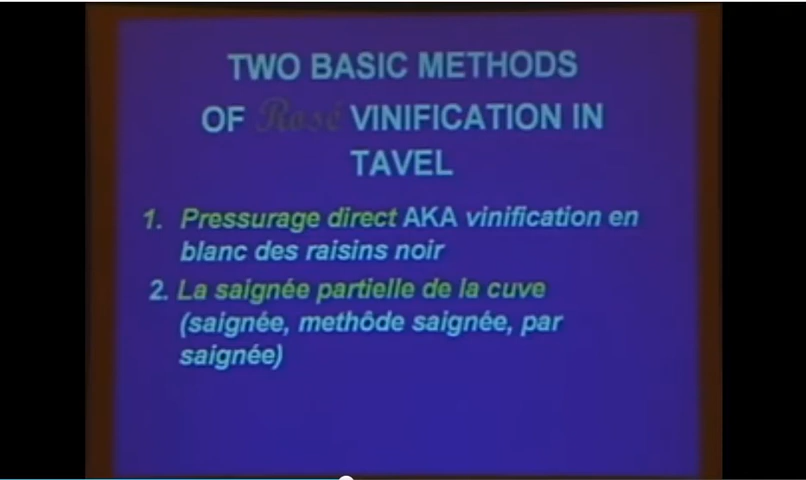 TWO BASIC METHODS
OF Rosé VINIFICATION IN
TAVEL
1. Pressurage direct AKA vinification en
blanc des raisins noir
2. La saignée partielle de la cuve
(saignée, methôde saignée, par
saignée)